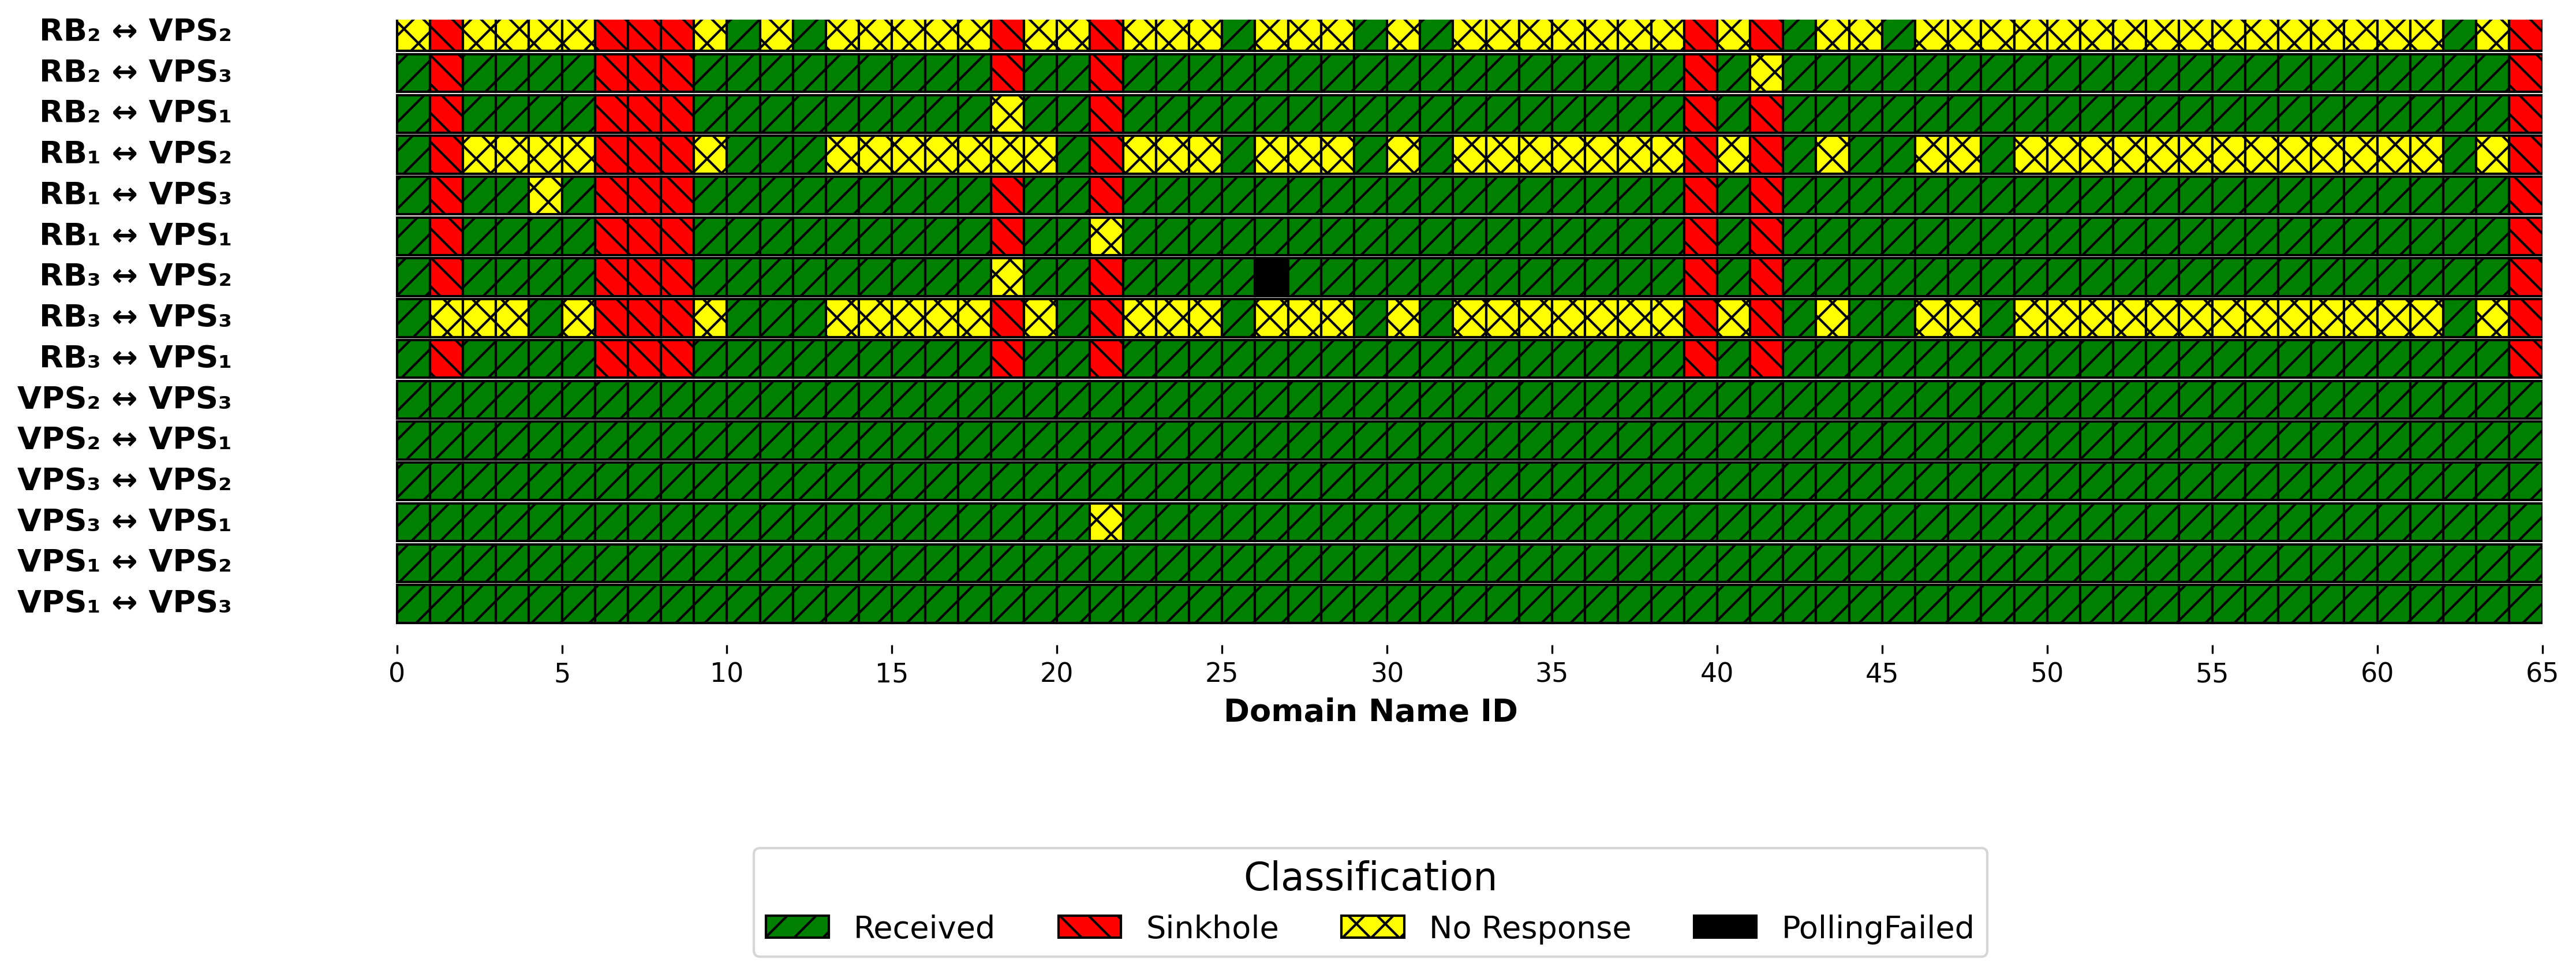 RB₂ ↔ VPS₂
RB₂ ↔ VPS₃
RB₂ ↔ VPS₁
RB₁ ↔ VPS₂
RB₁ ↔ VPS₃
RB₁ ↔ VPS₁
RB₃ ↔ VPS₂
RB₃ ↔ VPS₃
RB₃ ↔ VPS₁
VPS₂ ↔ VPS₃
VPS₂ ↔ VPS₁
VPS₃ ↔ VPS₂
VPS₃ ↔ VPS₁
VPS₁ ↔ VPS₂
VPS₁ ↔ VPS₃
0 5 10 15 20 25 30 35 40 45 50 55 60 65
Domain Name ID
Classification
Received Sinkhole No Response PollingFailed